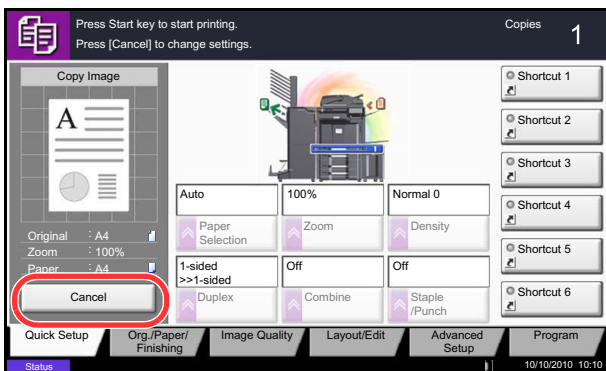 Press Start key to start printing.
Press [Cancel] to change settings.
Copies
1
Copy Image
A
Original : A4
Zoom : 100%
Paper : A4
Cancel
Auto
Paper
Selection
100%
Zoom
Normal 0
Density
1-sided
>>1-sided
Duplex
Off
Combine
Off
Staple
/Punch
Shortcut 1
Shortcut 2
Shortcut 3
Shortcut 4
Shortcut 5
Shortcut 6
Quick Setup
Org./Paper/
Finishing
Image Quality
Layout/Edit
Advanced
Setup
Program
Status
10/10/2010 10:10